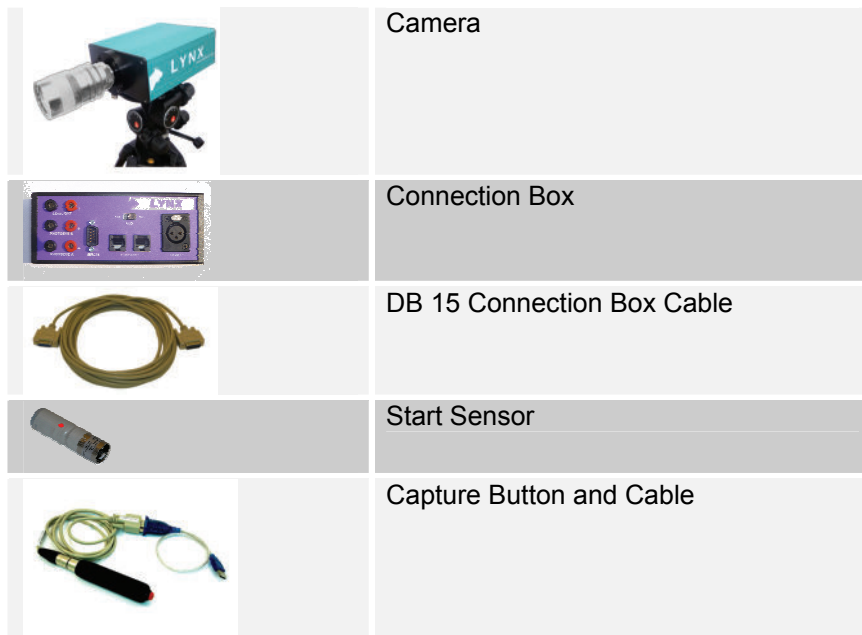 LYNX
Camera
LYNX
Connection Box
DB 15 Connection Box Cable
Start Sensor
Capture Button and Cable